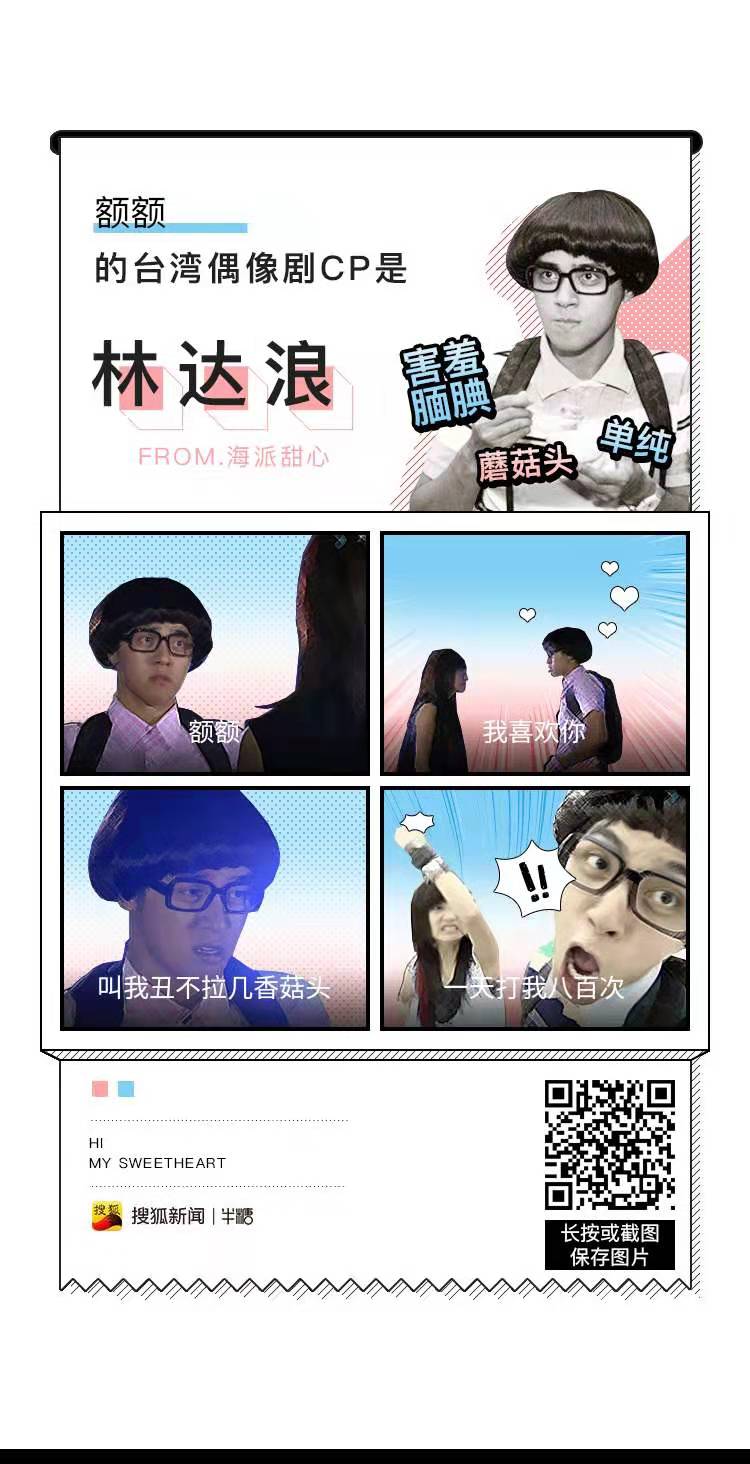 额额
的台湾偶像剧CP是
林达浪
FROM.海派甜心
害羞
腼腆
蘑菇头
单纯
额额
我喜欢你
叫我丑不拉几香菇头
!!
一天打我八百次
HI
MY SWEETHEART
搜狐
搜狐新闻 | 半糖
长按或截图
保存图片